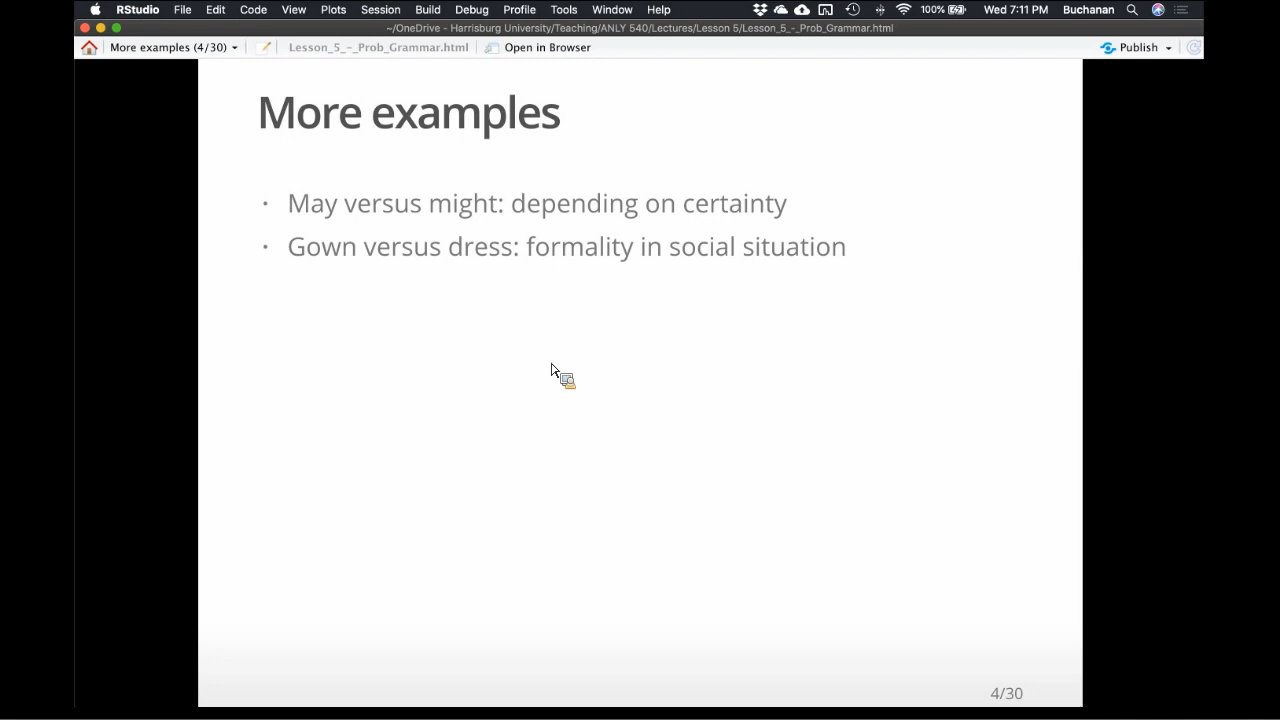 RStudio File Edit Code View Plots Session Build Debug Profile Tools Window Help 100% Wed 7:11 PM Buchanan
~/OneDrive - Harrisburg University/Teaching/ANLY 540/Lectures/Lesson 5/Lesson_5_-_Prob_Grammar.html
More examples (4/30) Lesson_5_-_Prob_Grammar.html Open in Browser Publish
More examples
· May versus might: depending on certainty
· Gown versus dress: formality in social situation
4/30